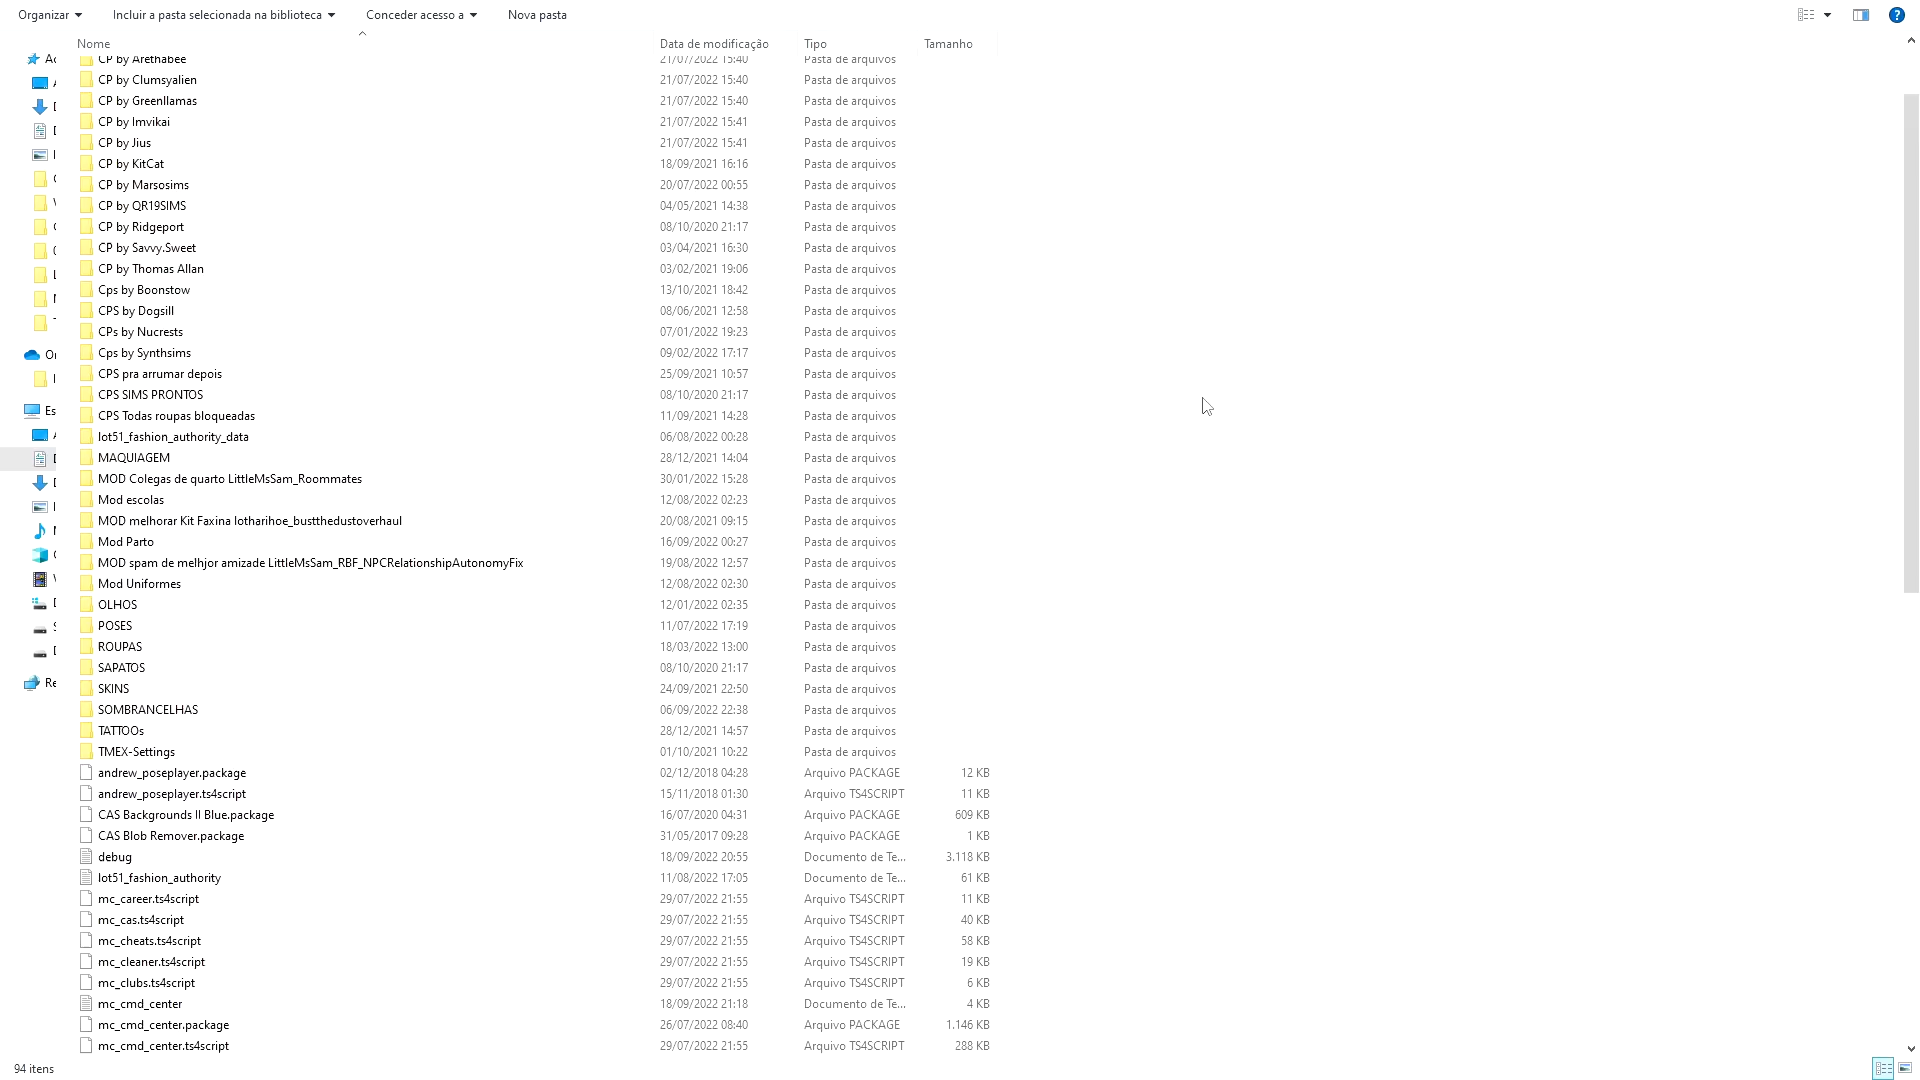 Organizar Incluir a pasta selecionada na biblioteca Conceder acesso a Nova pasta
Nome Data de modificação Tipo Tamanho
CP by Arethabee 21/07/2022 15:40 Pasta de arquivos
CP by Clumsyalien 21/07/2022 15:40 Pasta de arquivos
CP by Greenllamas 21/07/2022 15:40 Pasta de arquivos
CP by Imvikai 21/07/2022 15:41 Pasta de arquivos
CP by Jius 21/07/2022 15:41 Pasta de arquivos
CP by KitCat 18/09/2021 16:16 Pasta de arquivos
CP by Marsosims 20/07/2022 00:55 Pasta de arquivos
CP by QR19SIMS 04/05/2021 14:38 Pasta de arquivos
CP by Ridgeport 08/10/2020 21:17 Pasta de arquivos
CP by Savvy.Sweet 03/04/2021 16:30 Pasta de arquivos
CP by Thomas Allan 03/02/2021 19:06 Pasta de arquivos
Cps by Boonstow 13/10/2021 18:42 Pasta de arquivos
CPS by Dogsill 08/06/2021 12:58 Pasta de arquivos
CPs by Nucrests 07/01/2022 19:23 Pasta de arquivos
Cps by Synthsims 09/02/2022 17:17 Pasta de arquivos
CPS pra arrumar depois 25/09/2021 10:57 Pasta de arquivos
CPS SIMS PRONTOS 08/10/2020 21:17 Pasta de arquivos
CPS Todas roupas bloqueadas 11/09/2021 14:28 Pasta de arquivos
lot51_fashion_authority_data 06/08/2022 00:28 Pasta de arquivos
MAQUIAGEM 28/12/2021 14:04 Pasta de arquivos
MOD Colegas de quarto LittleMsSam_Roommates 30/01/2022 15:28 Pasta de arquivos
Mod escolas 12/08/2022 02:23 Pasta de arquivos
MOD melhorar Kit Faxina lotharihoe_bustthedustoverhaul 20/08/2021 09:15 Pasta de arquivos
Mod Parto 16/09/2022 00:27 Pasta de arquivos
MOD spam de melhjor amizade LittleMsSam_RBF_NPCRelationshipAutonomyFix 19/08/2022 12:57 Pasta de arquivos
Mod Uniformes 12/08/2022 02:30 Pasta de arquivos
OLHOS 12/01/2022 02:35 Pasta de arquivos
POSES 11/07/2022 17:19 Pasta de arquivos
ROUPAS 18/03/2022 13:00 Pasta de arquivos
SAPATOS 08/10/2020 21:17 Pasta de arquivos
SKINS 24/09/2021 22:50 Pasta de arquivos
SOMBRANCELHAS 06/09/2022 22:38 Pasta de arquivos
TATTOOs 28/12/2021 14:57 Pasta de arquivos
TMEX-Settings 01/10/2021 10:22 Pasta de arquivos
andrew_poseplayer.package 02/12/2018 04:28 Arquivo PACKAGE 12 KB
andrew_poseplayer.ts4script 15/11/2018 01:30 Arquivo TS4SCRIPT 11 KB
CAS Backgrounds II Blue.package 16/07/2020 04:31 Arquivo PACKAGE 609 KB
CAS Blob Remover.package 31/05/2017 09:28 Arquivo PACKAGE 1 KB
debug 18/09/2022 20:55 Documento de Te... 3.118 KB
lot51_fashion_authority 11/08/2022 17:05 Documento de Te... 61 KB
mc_career.ts4script 29/07/2022 21:55 Arquivo TS4SCRIPT 11 KB
mc_cas.ts4script 29/07/2022 21:55 Arquivo TS4SCRIPT 40 KB
mc_cheats.ts4script 29/07/2022 21:55 Arquivo TS4SCRIPT 58 KB
mc_cleaner.ts4script 29/07/2022 21:55 Arquivo TS4SCRIPT 19 KB
mc_clubs.ts4script 29/07/2022 21:55 Arquivo TS4SCRIPT 6 KB
mc_cmd_center 18/09/2022 21:18 Documento de Te... 4 KB
mc_cmd_center.package 26/07/2022 08:40 Arquivo PACKAGE 1.146 KB
mc_cmd_center.ts4script 29/07/2022 21:55 Arquivo TS4SCRIPT 288 KB
94 itens